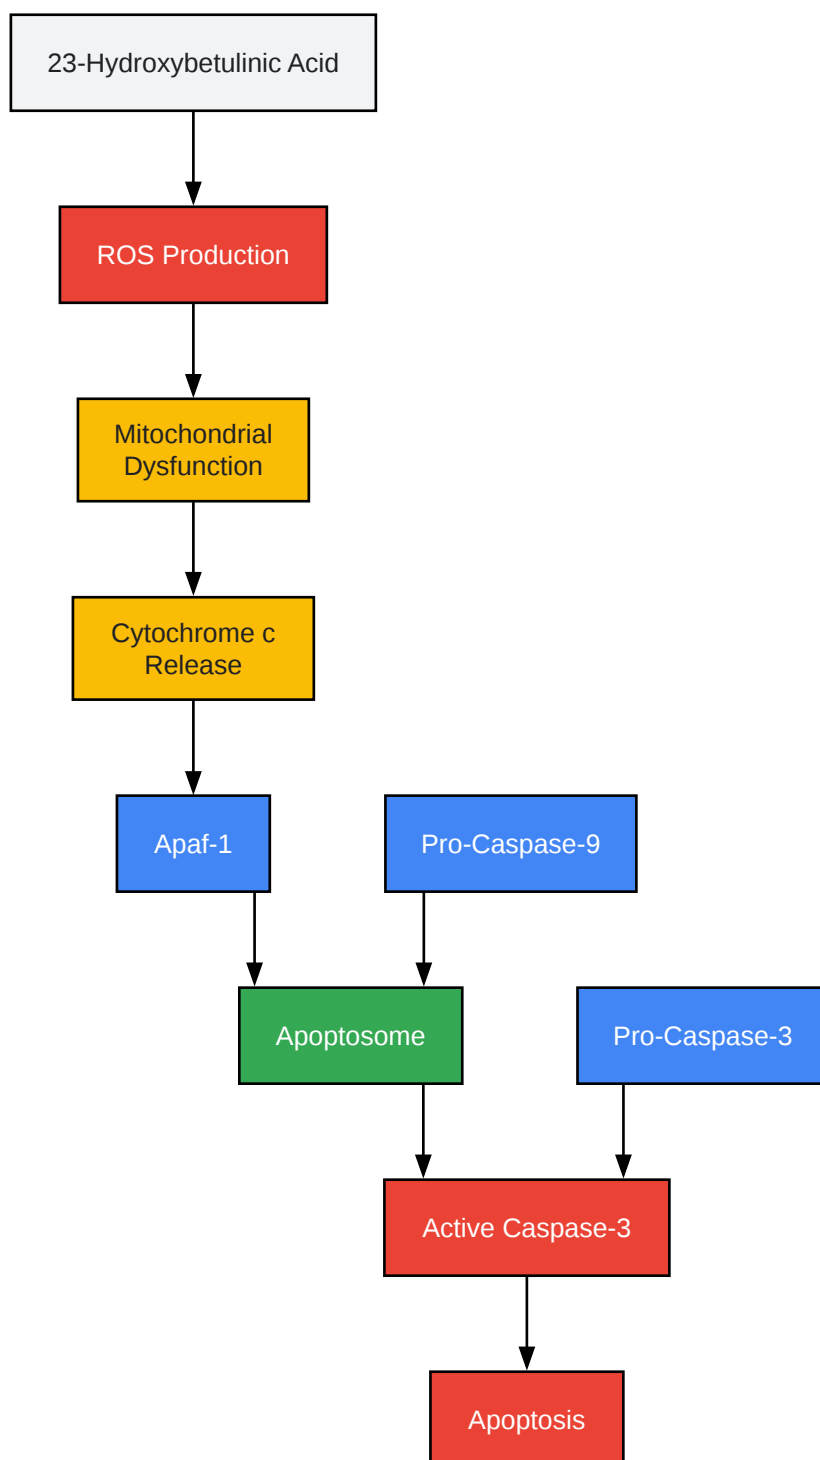 23-Hydroxybetulinic Acid
ROS Production
Mitochondrial
Dysfunction
Cytochrome c
Release
Apaf-1
Pro-Caspase-9
Apoptosome
Pro-Caspase-3
Active Caspase-3
Apoptosis